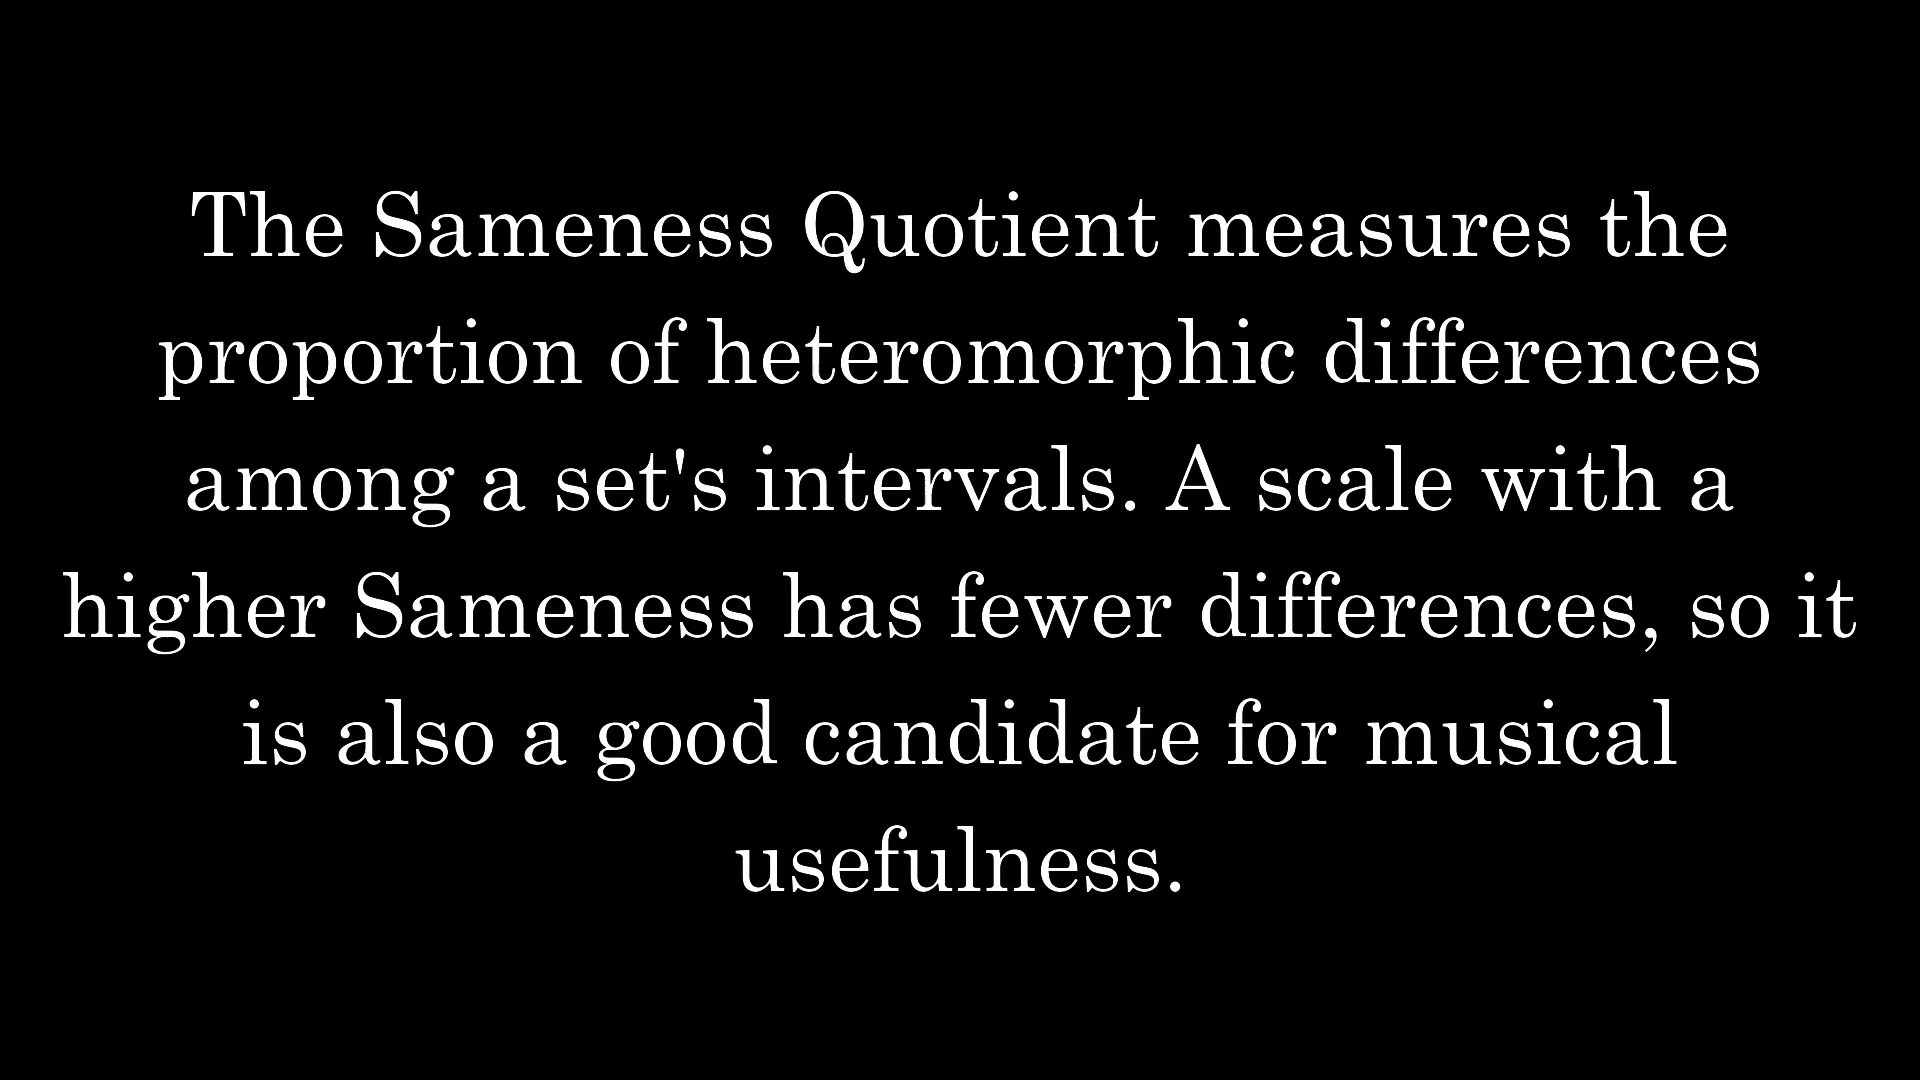 The Sameness Quotient measures the
proportion of heteromorphic differences
among a set's intervals. A scale with a
higher Sameness has fewer differences, so it
is also a good candidate for musical
usefulness.